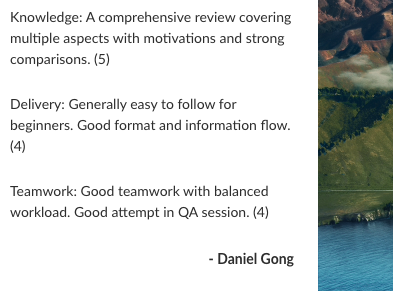 Knowledge: A comprehensive review covering
multiple aspects with motivations and strong
comparisons. (5)
Delivery: Generally easy to follow for
beginners. Good format and information flow.
(4)
Teamwork: Good teamwork with balanced
workload. Good attempt in QA session. (4)
- Daniel Gong